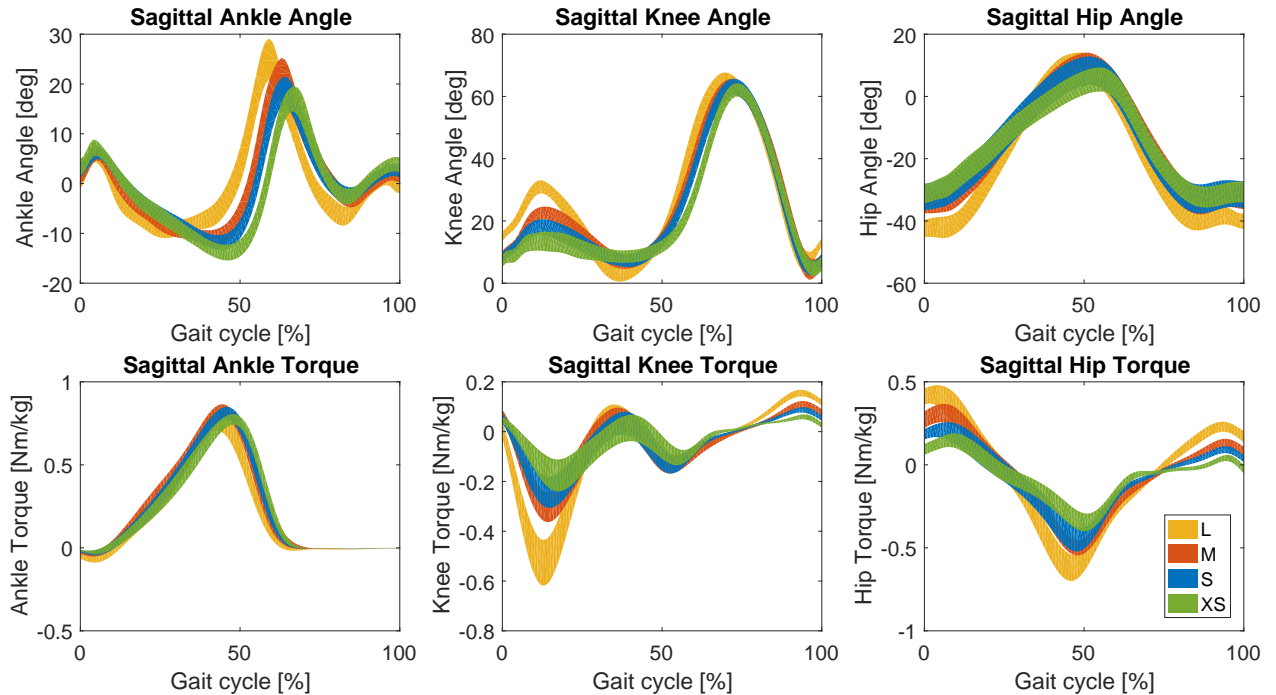 Sagittal Ankle Angle
30
20
10
0
-10
-20
0
50
100
Ankle Angle [deg]
Gait cycle [%]
Sagittal Knee Angle
80
60
40
20
0
0
50
100
Knee Angle [deg]
Gait cycle [%]
Sagittal Hip Angle
20
0
-20
-40
-60
0
50
100
Hip Angle [deg]
Gait cycle [%]
Sagittal Ankle Torque
1
0.5
0
-0.5
0
50
100
Ankle Torque [Nm/kg]
Gait cycle [%]
Sagittal Knee Torque
0.2
0
-0.2
-0.4
-0.6
-0.8
0
50
100
Knee Torque [Nm/kg]
Gait cycle [%]
Sagittal Hip Torque
0.5
0
-0.5
-1
0
50
100
Hip Torque [Nm/kg]
Gait cycle [%]
L
M
S
XS